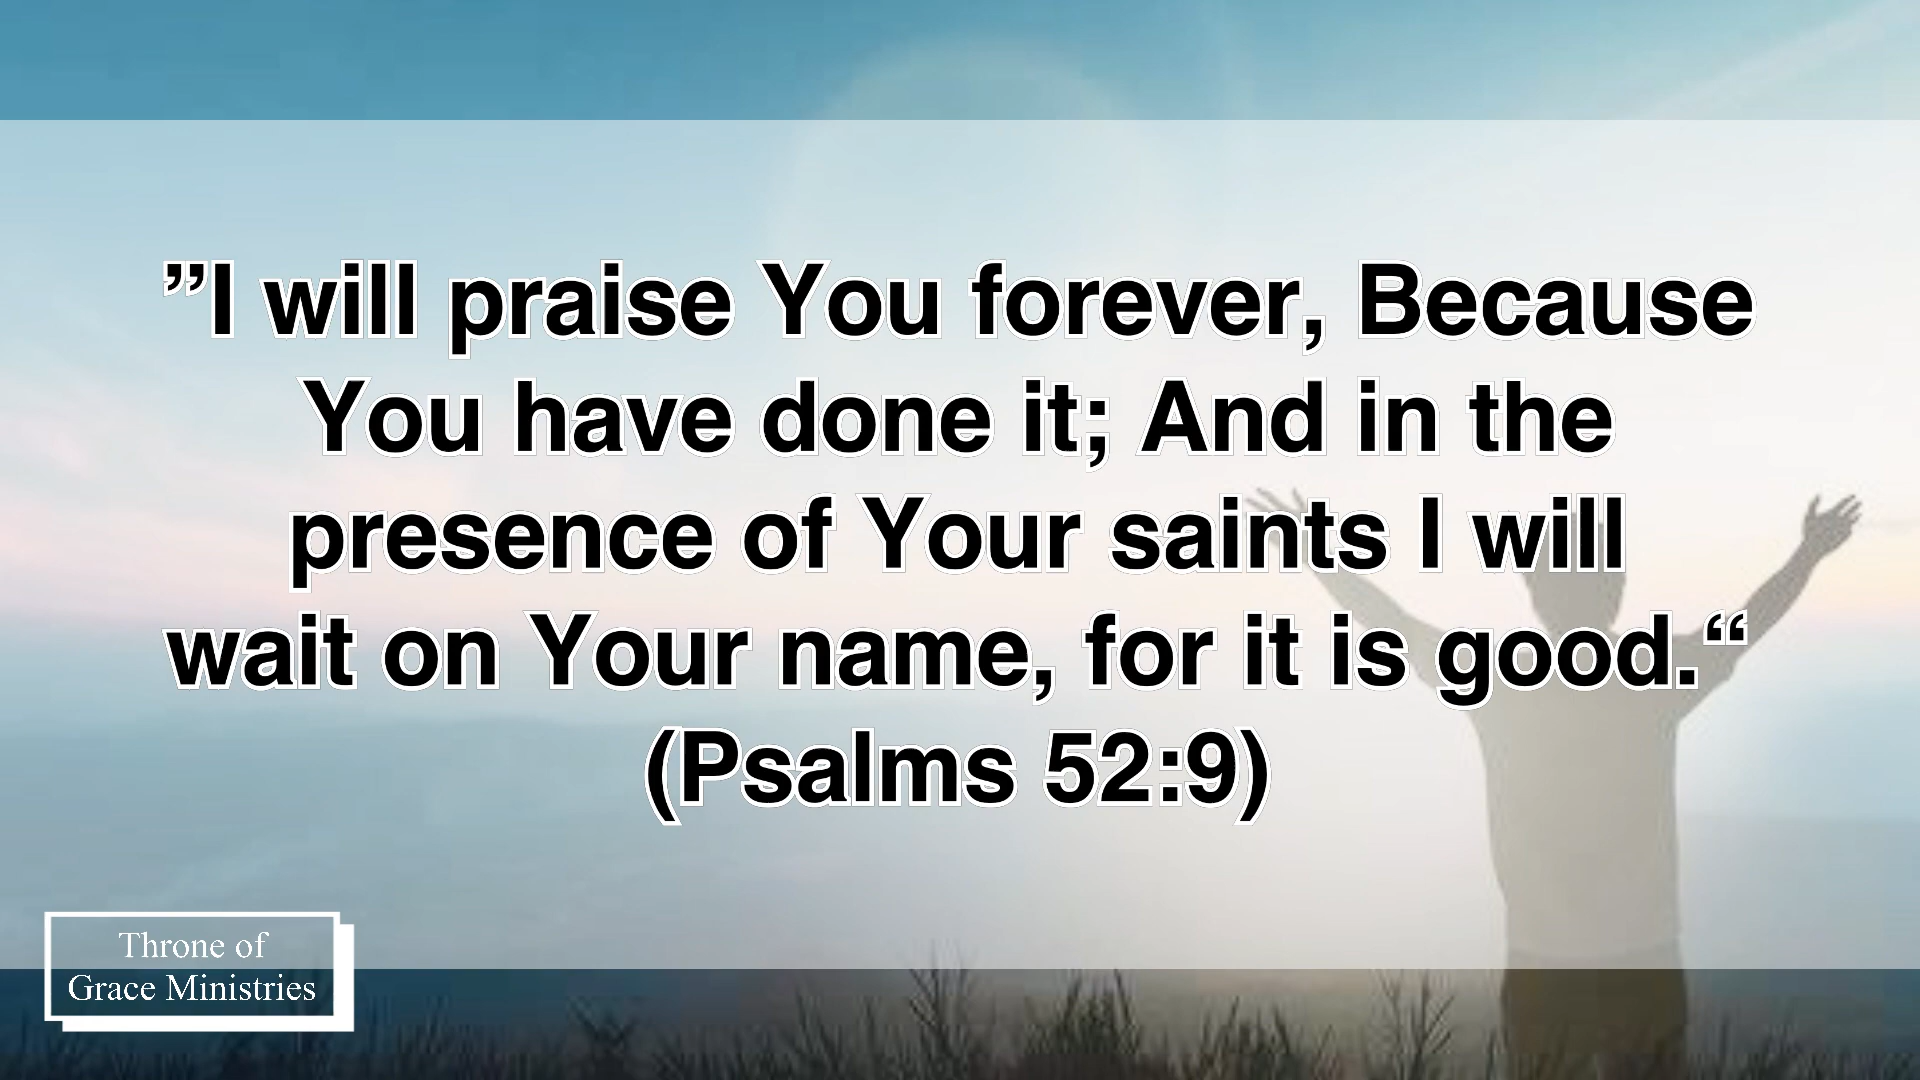 ”I will praise You forever, Because
You have done it; And in the
presence of Your saints I will
wait on Your name, for it is good.“
(Psalms 52:9)
Throne of
Grace Ministries